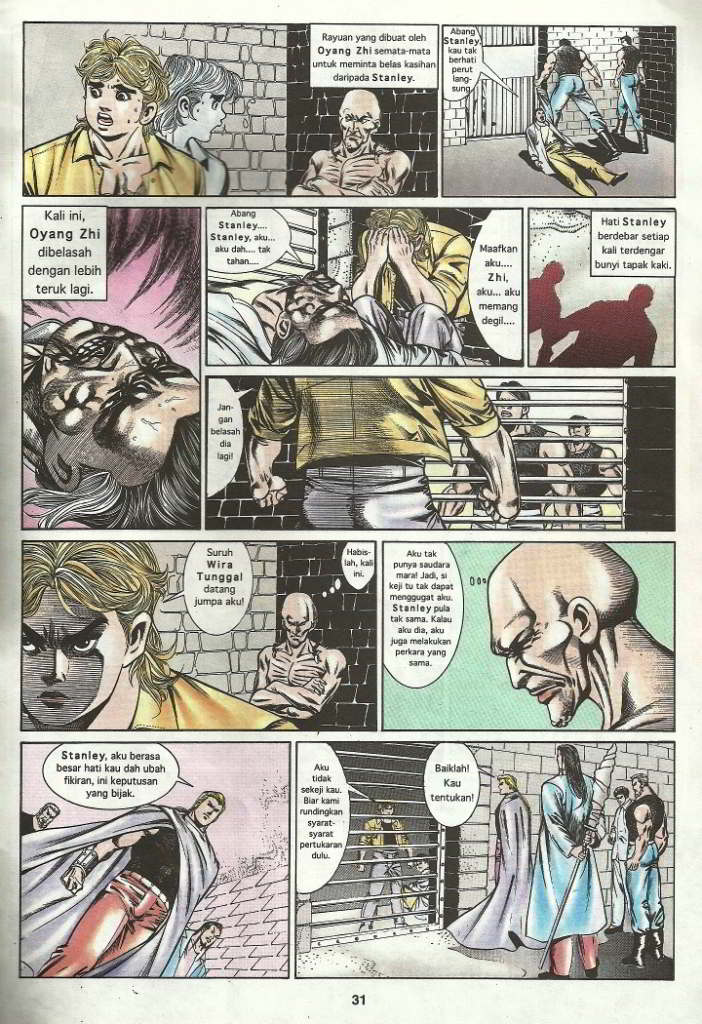 Rayuan yang dibuat oleh
Oyang Zhi semata-mata
untuk meminta belas kasihan
daripada Stanley.
Abang
Stanley,
kau tak
berhati
perut
lang-
sung
Kali ini,
Oyang Zhi
dibelasah
dengan lebih
teruk lagi.
Abang
Stanley....
Stanley, aku...
aku dah.... tak
tahan....
Maafkan
aku....
Zhi,
aku... aku
memang
degil....
Hati Stanley
berdebar setiap
kali terdengar
bunyi tapak kaki.
Jan-
gan
belasah
dia
lagi!
Suruh
Wira
Tunggal
datang
jumpa aku!
Habis-
lah, kali
ini.
Aku tak
punya saudara
mara! Jadi, si
keji tu tak dapat
menggugat aku.
Stanley pula
tak sama. Kalau
aku dia, aku
juga melakukan
perkara yang
sama.
Stanley, aku berasa
besar hati kau dah ubah
fikiran, ini keputusan
yang bijak.
Aku
tidak
sekeji kau.
Biar kami
rundingkan
syarat-
syarat
pertukaran
dulu.
Baiklah!
Kau
tentukan!
31